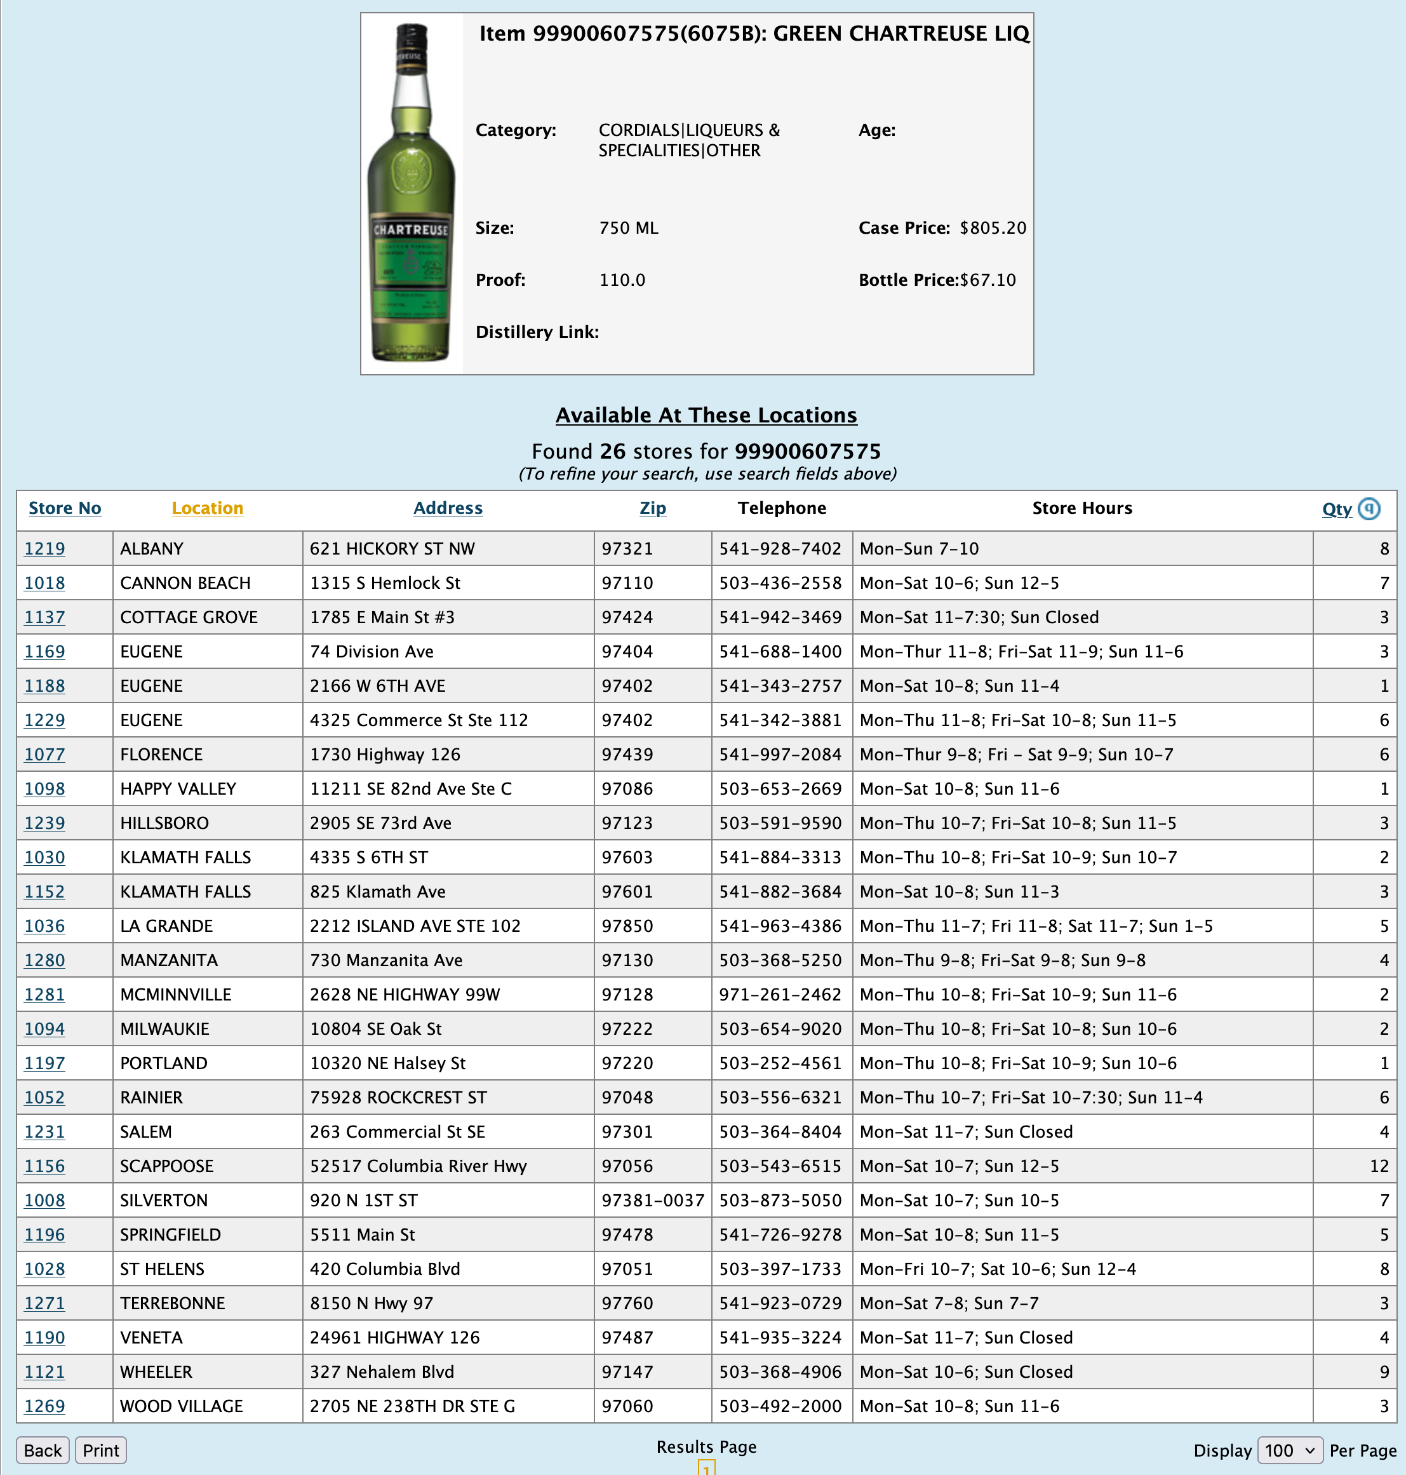 Item 99900607575(6075B): GREEN CHARTREUSE LIQ
CHARTREUSE
Category: CORDIALS|LIQUEURS & SPECIALITIES|OTHER Age:
Size: 750 ML Case Price: $805.20
Proof: 110.0 Bottle Price:$67.10
Distillery Link:
Available At These Locations
Found 26 stores for 99900607575
(To refine your search, use search fields above)
Store No Location Address Zip Telephone Store Hours Qty q
1219 ALBANY 621 HICKORY ST NW 97321 541-928-7402 Mon-Sun 7-10 8
1018 CANNON BEACH 1315 S Hemlock St 97110 503-436-2558 Mon-Sat 10-6; Sun 12-5 7
1137 COTTAGE GROVE 1785 E Main St #3 97424 541-942-3469 Mon-Sat 11-7:30; Sun Closed 3
1169 EUGENE 74 Division Ave 97404 541-688-1400 Mon-Thur 11-8; Fri-Sat 11-9; Sun 11-6 3
1188 EUGENE 2166 W 6TH AVE 97402 541-343-2757 Mon-Sat 10-8; Sun 11-4 1
1229 EUGENE 4325 Commerce St Ste 112 97402 541-342-3881 Mon-Thu 11-8; Fri-Sat 10-8; Sun 11-5 6
1077 FLORENCE 1730 Highway 126 97439 541-997-2084 Mon-Thur 9-8; Fri - Sat 9-9; Sun 10-7 6
1098 HAPPY VALLEY 11211 SE 82nd Ave Ste C 97086 503-653-2669 Mon-Sat 10-8; Sun 11-6 1
1239 HILLSBORO 2905 SE 73rd Ave 97123 503-591-9590 Mon-Thu 10-7; Fri-Sat 10-8; Sun 11-5 3
1030 KLAMATH FALLS 4335 S 6TH ST 97603 541-884-3313 Mon-Thu 10-8; Fri-Sat 10-9; Sun 10-7 2
1152 KLAMATH FALLS 825 Klamath Ave 97601 541-882-3684 Mon-Sat 10-8; Sun 11-3 3
1036 LA GRANDE 2212 ISLAND AVE STE 102 97850 541-963-4386 Mon-Thu 11-7; Fri 11-8; Sat 11-7; Sun 1-5 5
1280 MANZANITA 730 Manzanita Ave 97130 503-368-5250 Mon-Thu 9-8; Fri-Sat 9-8; Sun 9-8 4
1281 MCMINNVILLE 2628 NE HIGHWAY 99W 97128 971-261-2462 Mon-Thu 10-8; Fri-Sat 10-9; Sun 11-6 2
1094 MILWAUKIE 10804 SE Oak St 97222 503-654-9020 Mon-Thu 10-8; Fri-Sat 10-8; Sun 10-6 2
1197 PORTLAND 10320 NE Halsey St 97220 503-252-4561 Mon-Thu 10-8; Fri-Sat 10-9; Sun 10-6 1
1052 RAINIER 75928 ROCKCREST ST 97048 503-556-6321 Mon-Thu 10-7; Fri-Sat 10-7:30; Sun 11-4 6
1231 SALEM 263 Commercial St SE 97301 503-364-8404 Mon-Sat 11-7; Sun Closed 4
1156 SCAPPOOSE 52517 Columbia River Hwy 97056 503-543-6515 Mon-Sat 10-7; Sun 12-5 12
1008 SILVERTON 920 N 1ST ST 97381-0037 503-873-5050 Mon-Sat 10-7; Sun 10-5 7
1196 SPRINGFIELD 5511 Main St 97478 541-726-9278 Mon-Sat 10-8; Sun 11-5 5
1028 ST HELENS 420 Columbia Blvd 97051 503-397-1733 Mon-Fri 10-7; Sat 10-6; Sun 12-4 8
1271 TERREBONNE 8150 N Hwy 97 97760 541-923-0729 Mon-Sat 7-8; Sun 7-7 3
1190 VENETA 24961 HIGHWAY 126 97487 541-935-3224 Mon-Sat 11-7; Sun Closed 4
1121 WHEELER 327 Nehalem Blvd 97147 503-368-4906 Mon-Sat 10-6; Sun Closed 9
1269 WOOD VILLAGE 2705 NE 238TH DR STE G 97060 503-492-2000 Mon-Sat 10-8; Sun 11-6 3
Back Print Results Page Display 100 Per Page
1